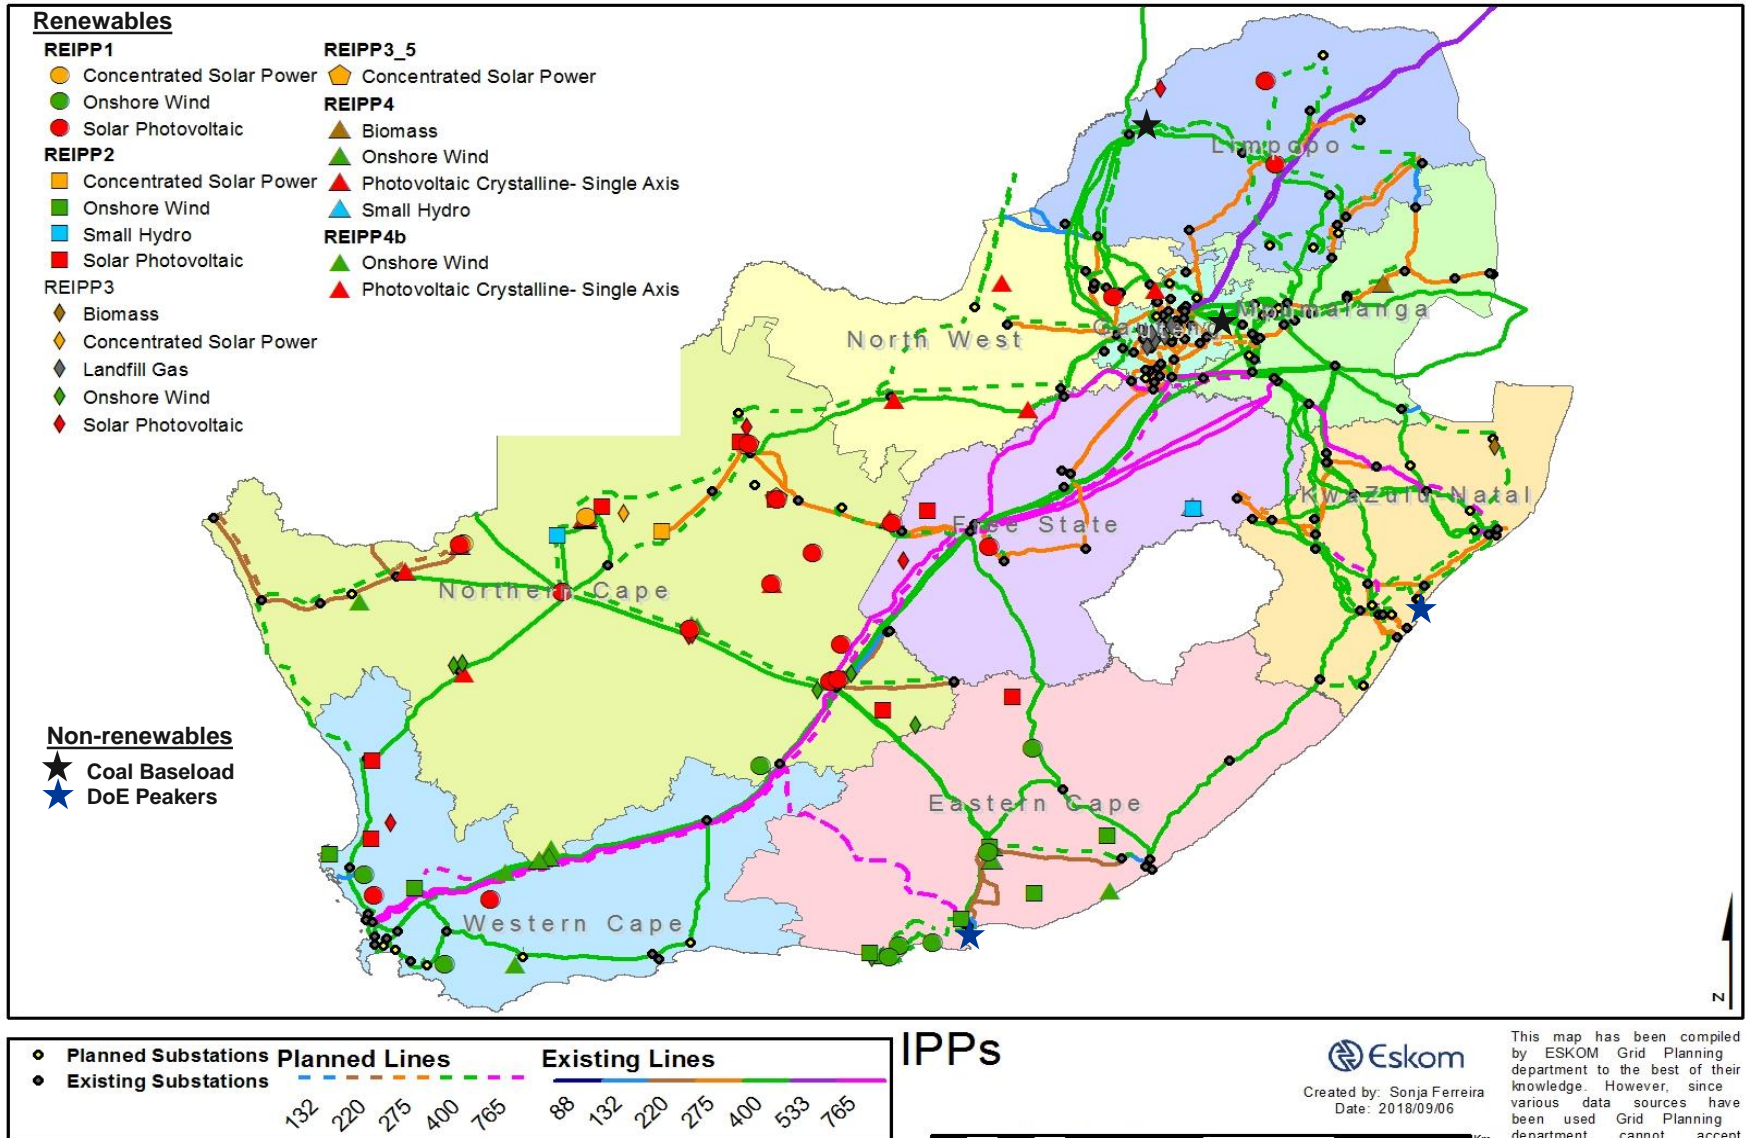 Renewables
REIPP1
Concentrated Solar Power
Onshore Wind
Solar Photovoltaic
REIPP2
Concentrated Solar Power
Onshore Wind
Small Hydro
Solar Photovoltaic
REIPP3
Biomass
Concentrated Solar Power
Landfill Gas
Onshore Wind
Solar Photovoltaic
REIPP3_5
Concentrated Solar Power
REIPP4
Biomass
Onshore Wind
Photovoltaic Crystalline- Single Axis
Small Hydro
REIPP4b
Onshore Wind
Photovoltaic Crystalline- Single Axis
Limpopo
Mpumalanga
Gauteng
North West
KwaZulu-Natal
Free State
Northern Cape
Eastern Cape
Western Cape
Non-renewables
Coal Baseload
DoE Peakers
N
Planned Substations
Existing Substations
Planned Lines
132 220 275 400 765
Existing Lines
88 132 220 275 400 533 765
IPPs
Eskom
Created by: Sonja Ferreira
Date: 2018/09/06
This map has been compiled
by ESKOM Grid Planning
department to the best of their
knowledge. However, since
various data sources have
been used Grid Planning
department cannot accept
Km